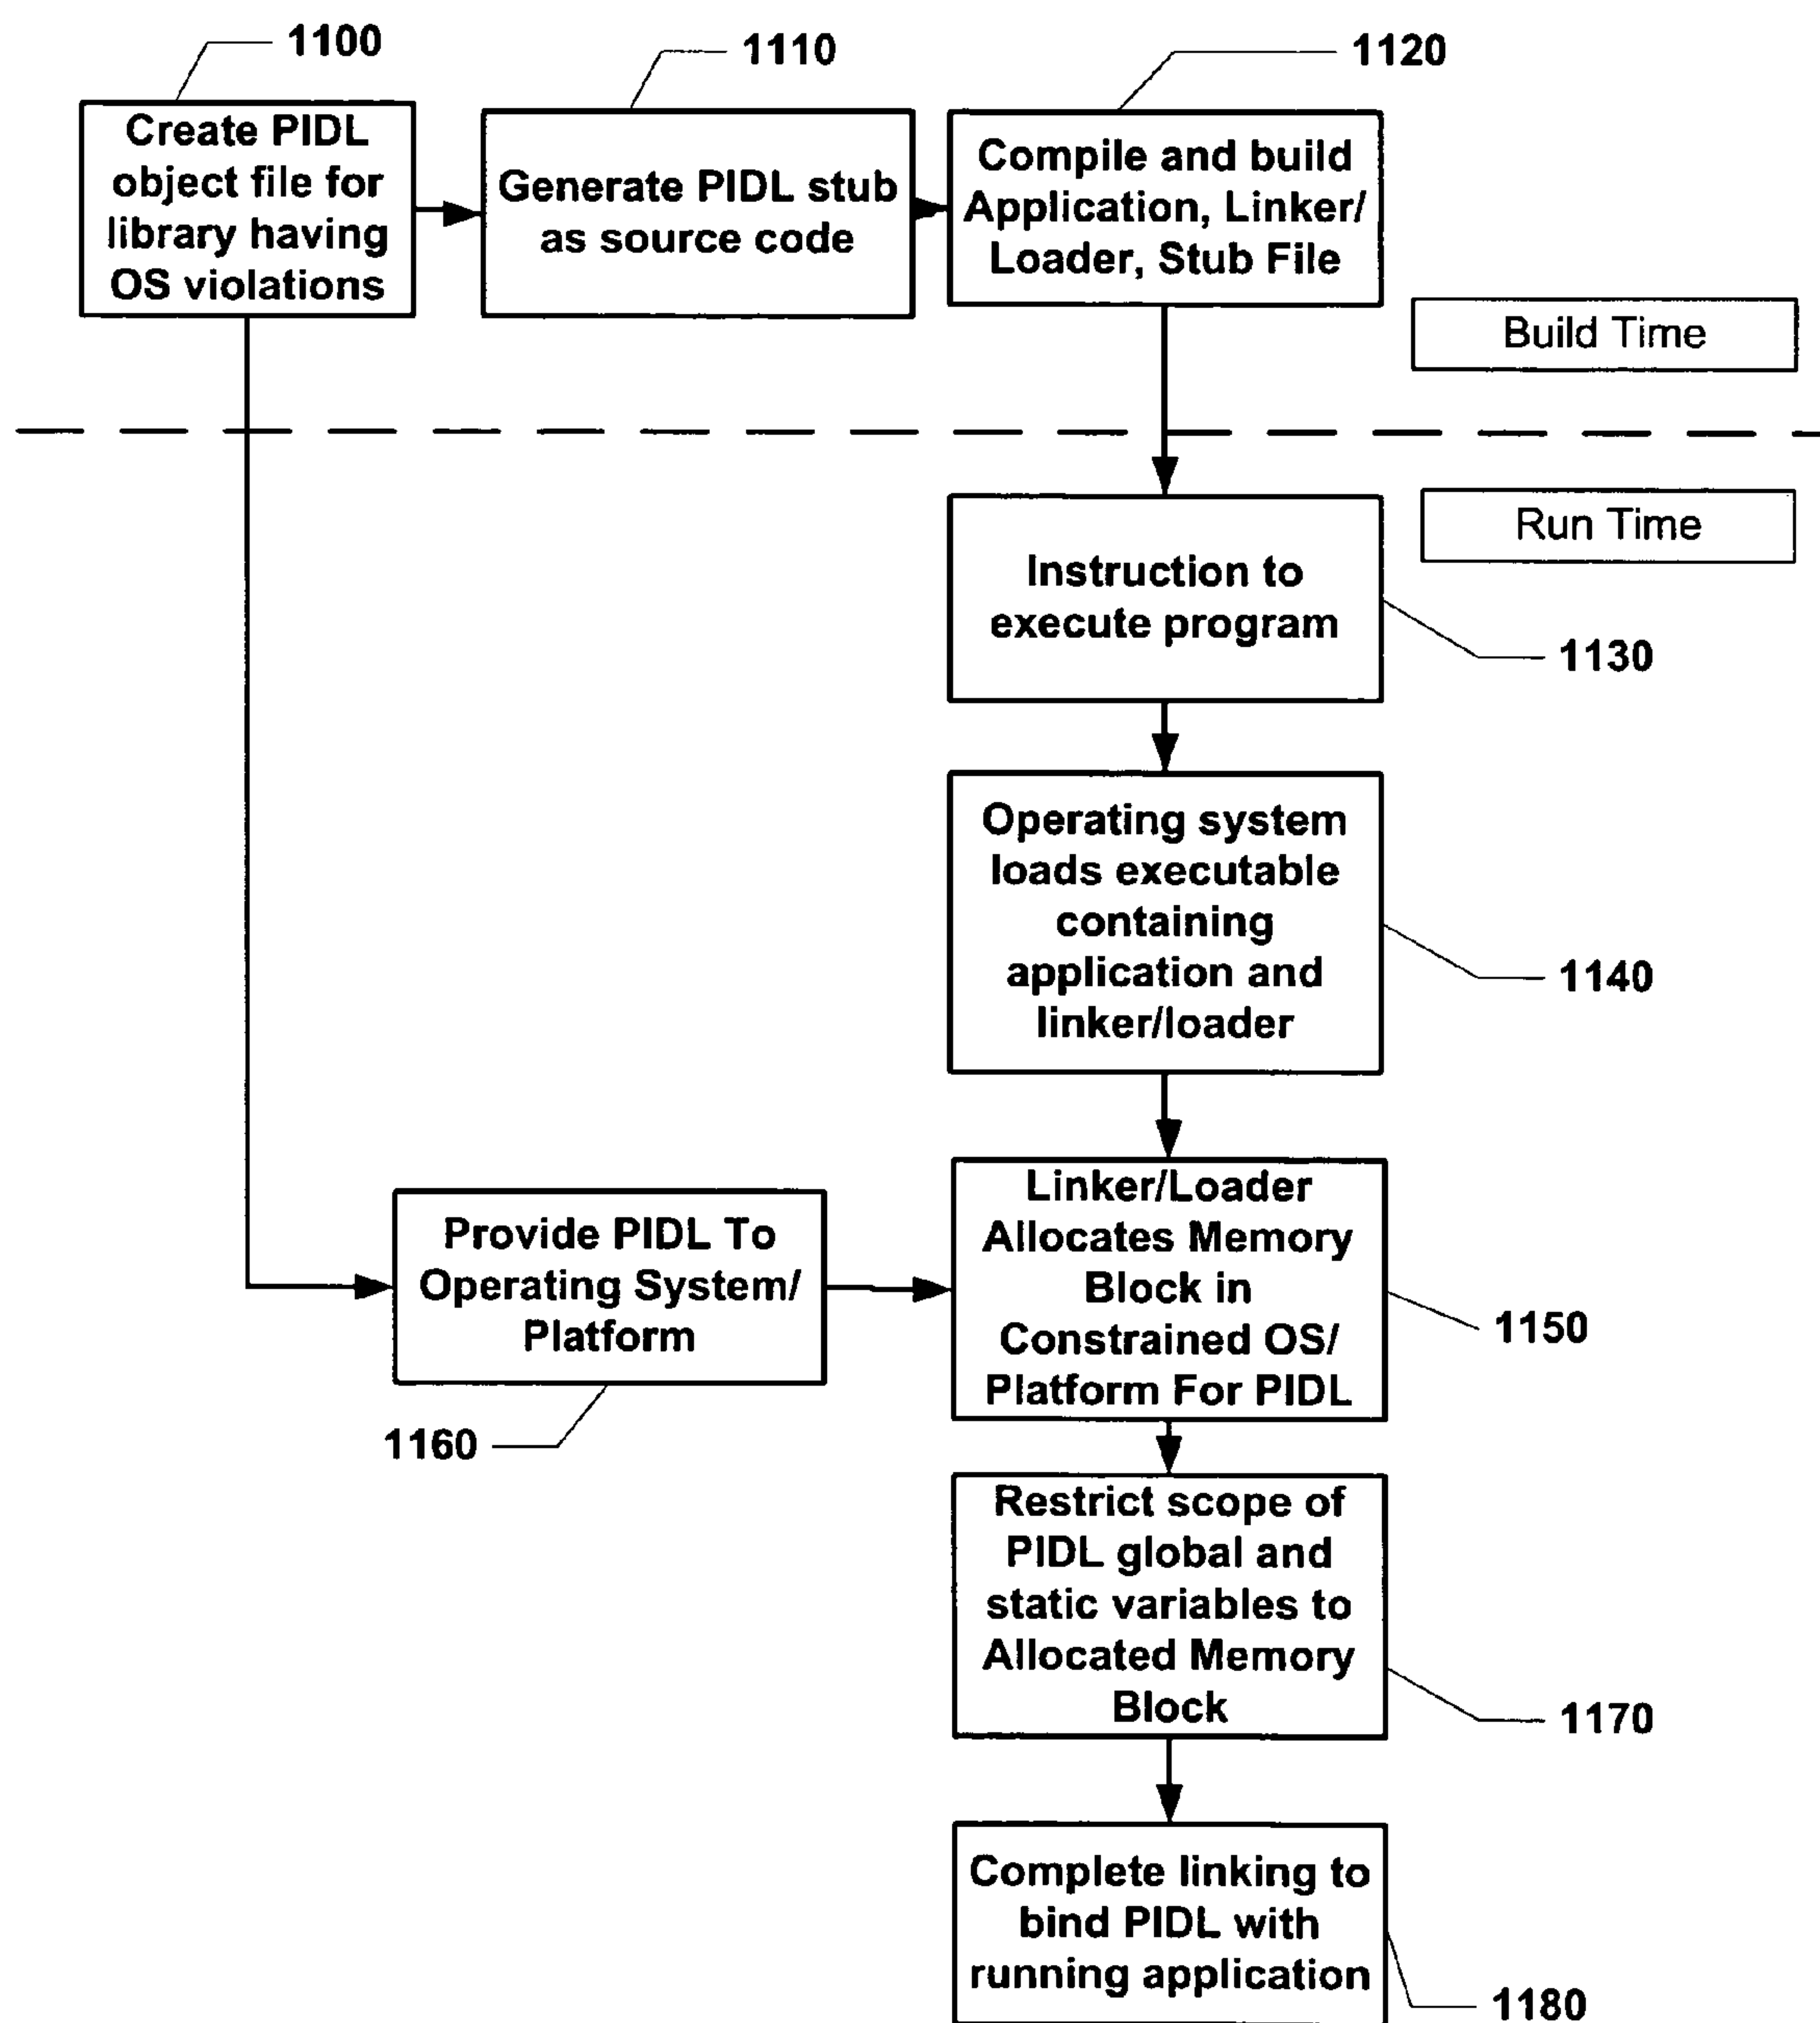 1100
1110
1120
Create PIDL
object file for
library having
OS violations
Generate PIDL stub
as source code
Compile and build
Application, Linker/
Loader, Stub File
Build Time
Run Time
Instruction to
execute program
1130
Operating system
loads executable
containing
application and
linker/loader
1140
Provide PIDL To
Operating System/
Platform
1160
Linker/Loader
Allocates Memory
Block in
Constrained OS/
Platform For PIDL
1150
Restrict scope of
PIDL global and
static variables to
Allocated Memory
Block
1170
Complete linking to
bind PIDL with
running application
1180